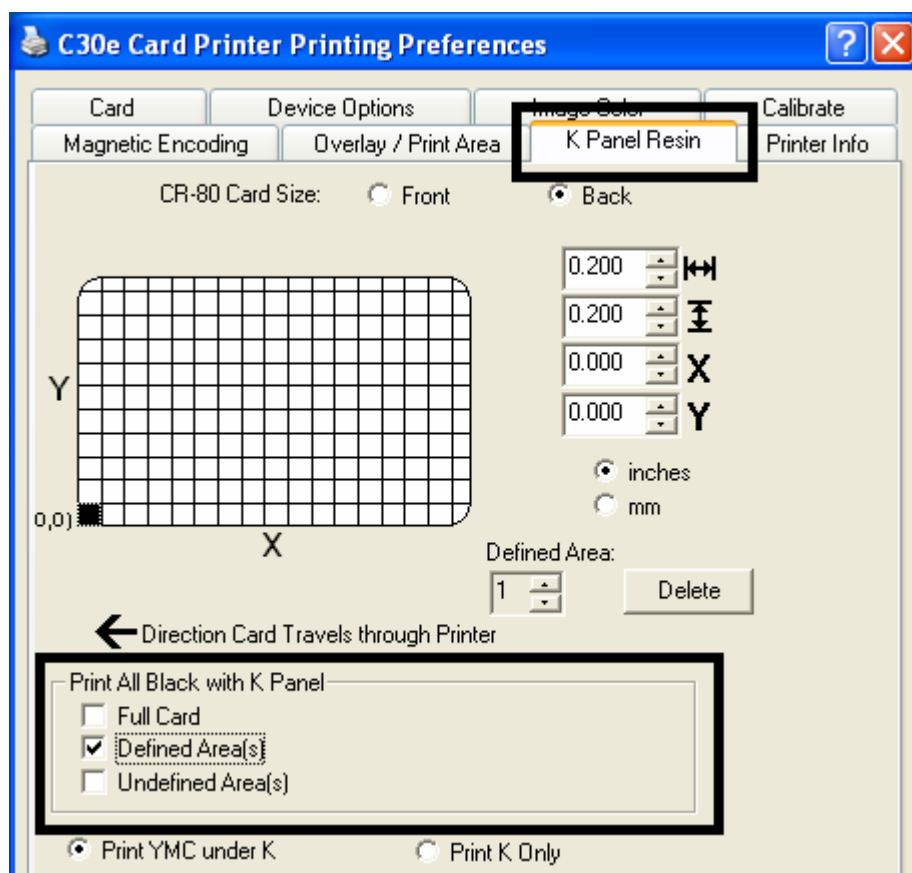 C30e Card Printer Printing Preferences
Card Device Options Image Color Calibrate
Magnetic Encoding Overlay / Print Area K Panel Resin Printer Info
CR-80 Card Size: Front Back
0.200
0.200
0.000 X
0.000 Y
Y
inches
mm
0,0)
X
Defined Area:
1 Delete
Direction Card Travels through Printer
Print All Black with K Panel
Full Card
Defined Area(s)
Undefined Area(s)
Print YMC under K Print K Only